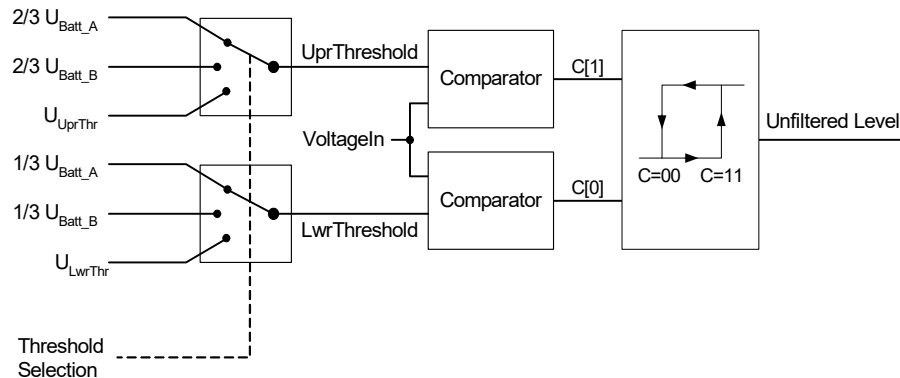 2/3 U_Batt_A
2/3 U_Batt_B
U_UprThr
UprThreshold
Comparator
C[1]
VoltageIn
C=00 C=11
Unfiltered Level
1/3 U_Batt_A
1/3 U_Batt_B
U_LwrThr
LwrThreshold
Comparator
C[0]
Threshold
Selection